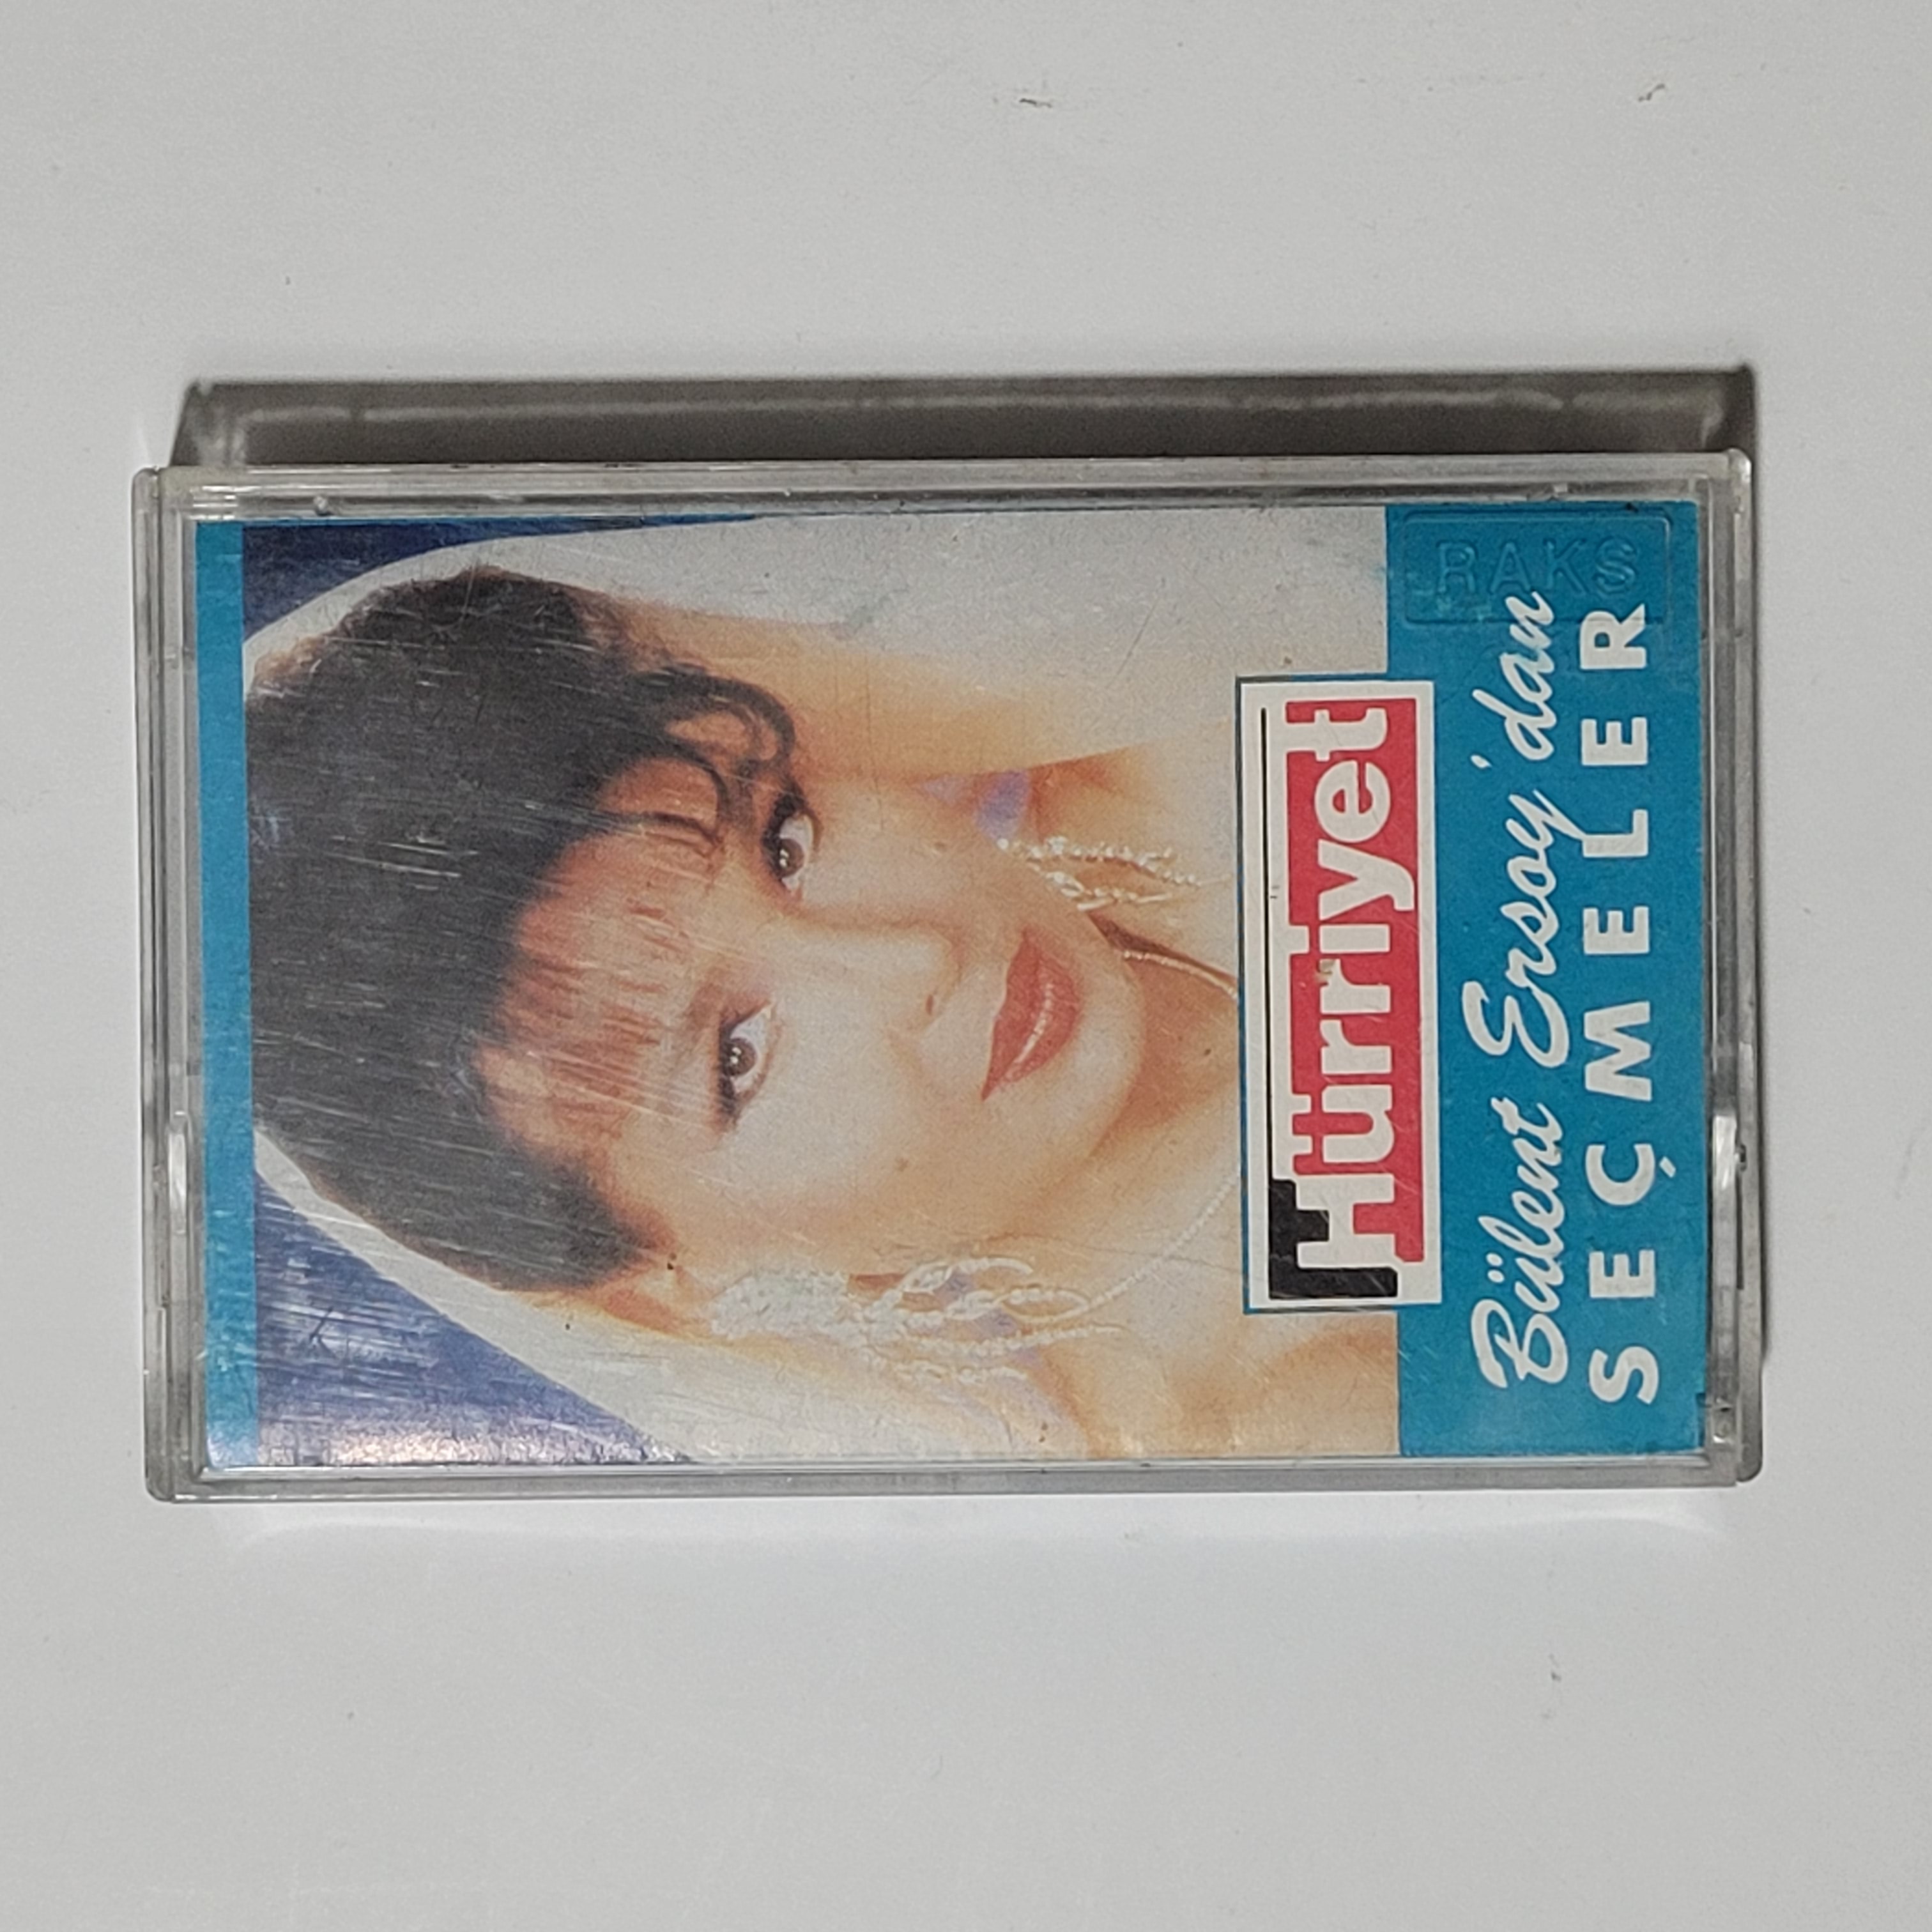 Hürriyet
Bülent Ersoy'dan
SEÇMELER
RAKS